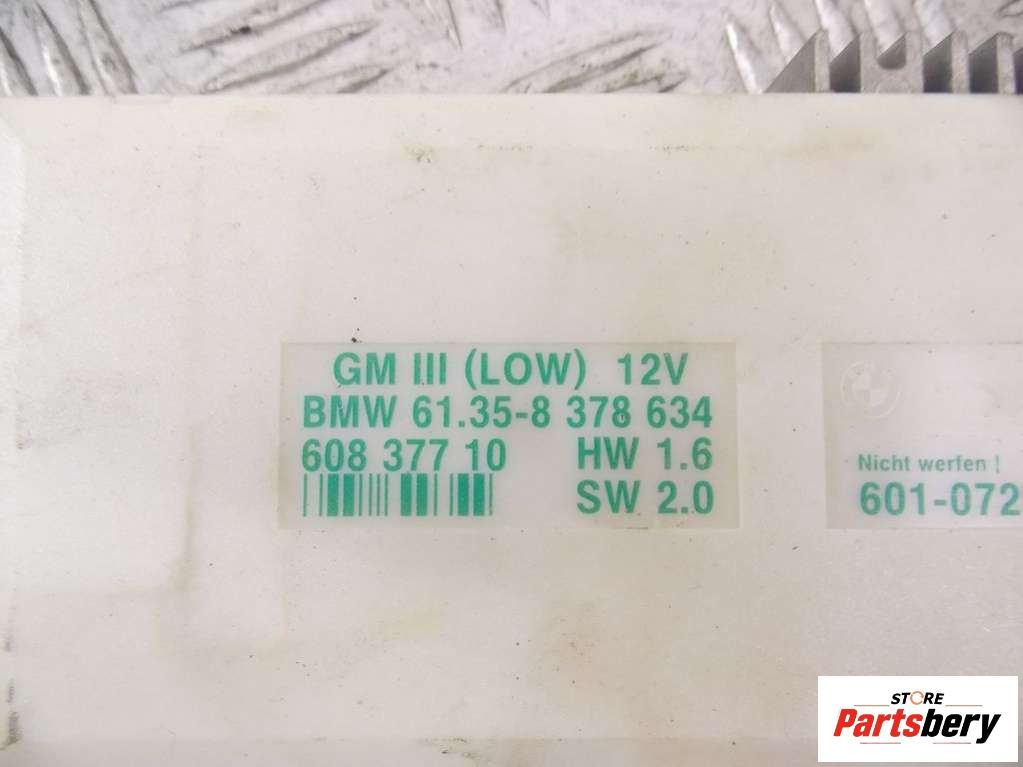 GM III (LOW) 12V
BMW 61.35-8 378 634
608 377 10 HW 1.6
SW 2.0
Nicht werfen !
601-072
STORE
Partsbery